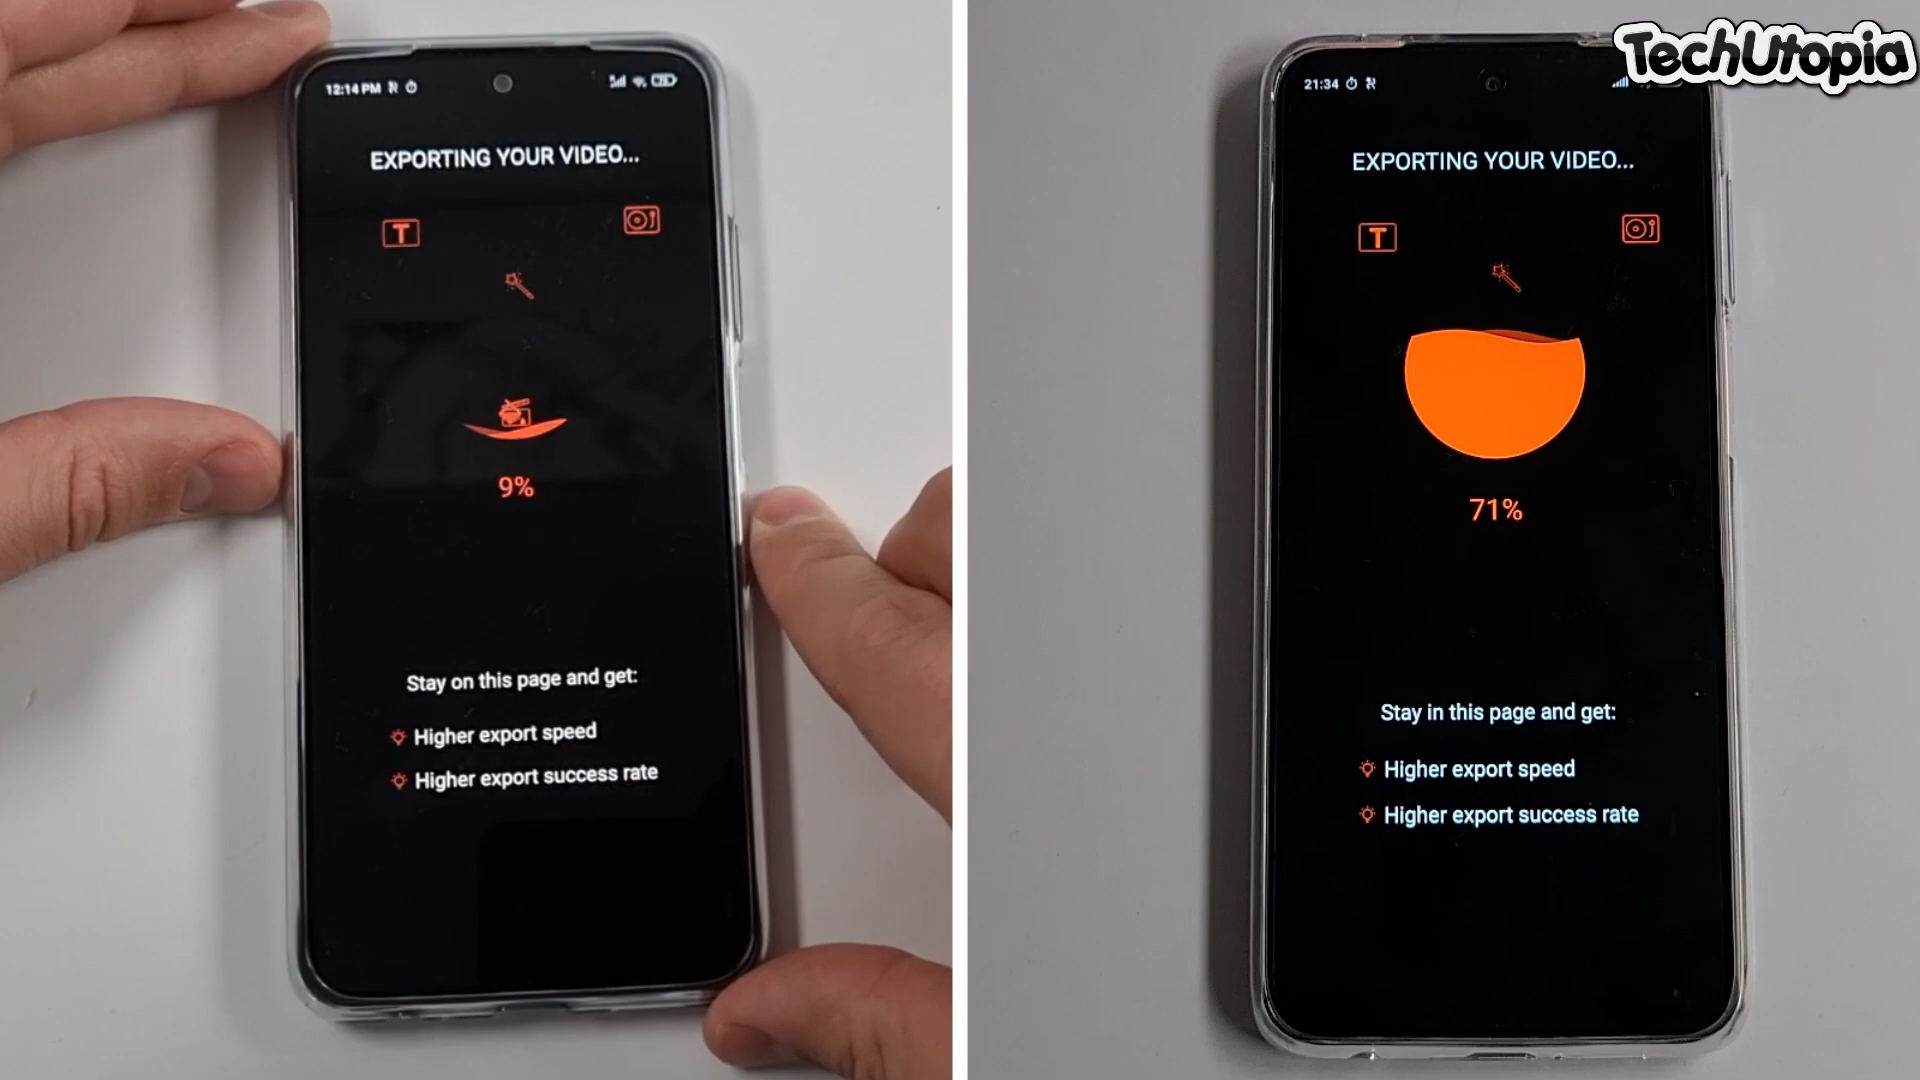 TechUtopia
12:14 PM
EXPORTING YOUR VIDEO...
T
9%
Stay on this page and get:
Higher export speed
Higher export success rate
21:34
EXPORTING YOUR VIDEO...
T
71%
Stay in this page and get:
Higher export speed
Higher export success rate